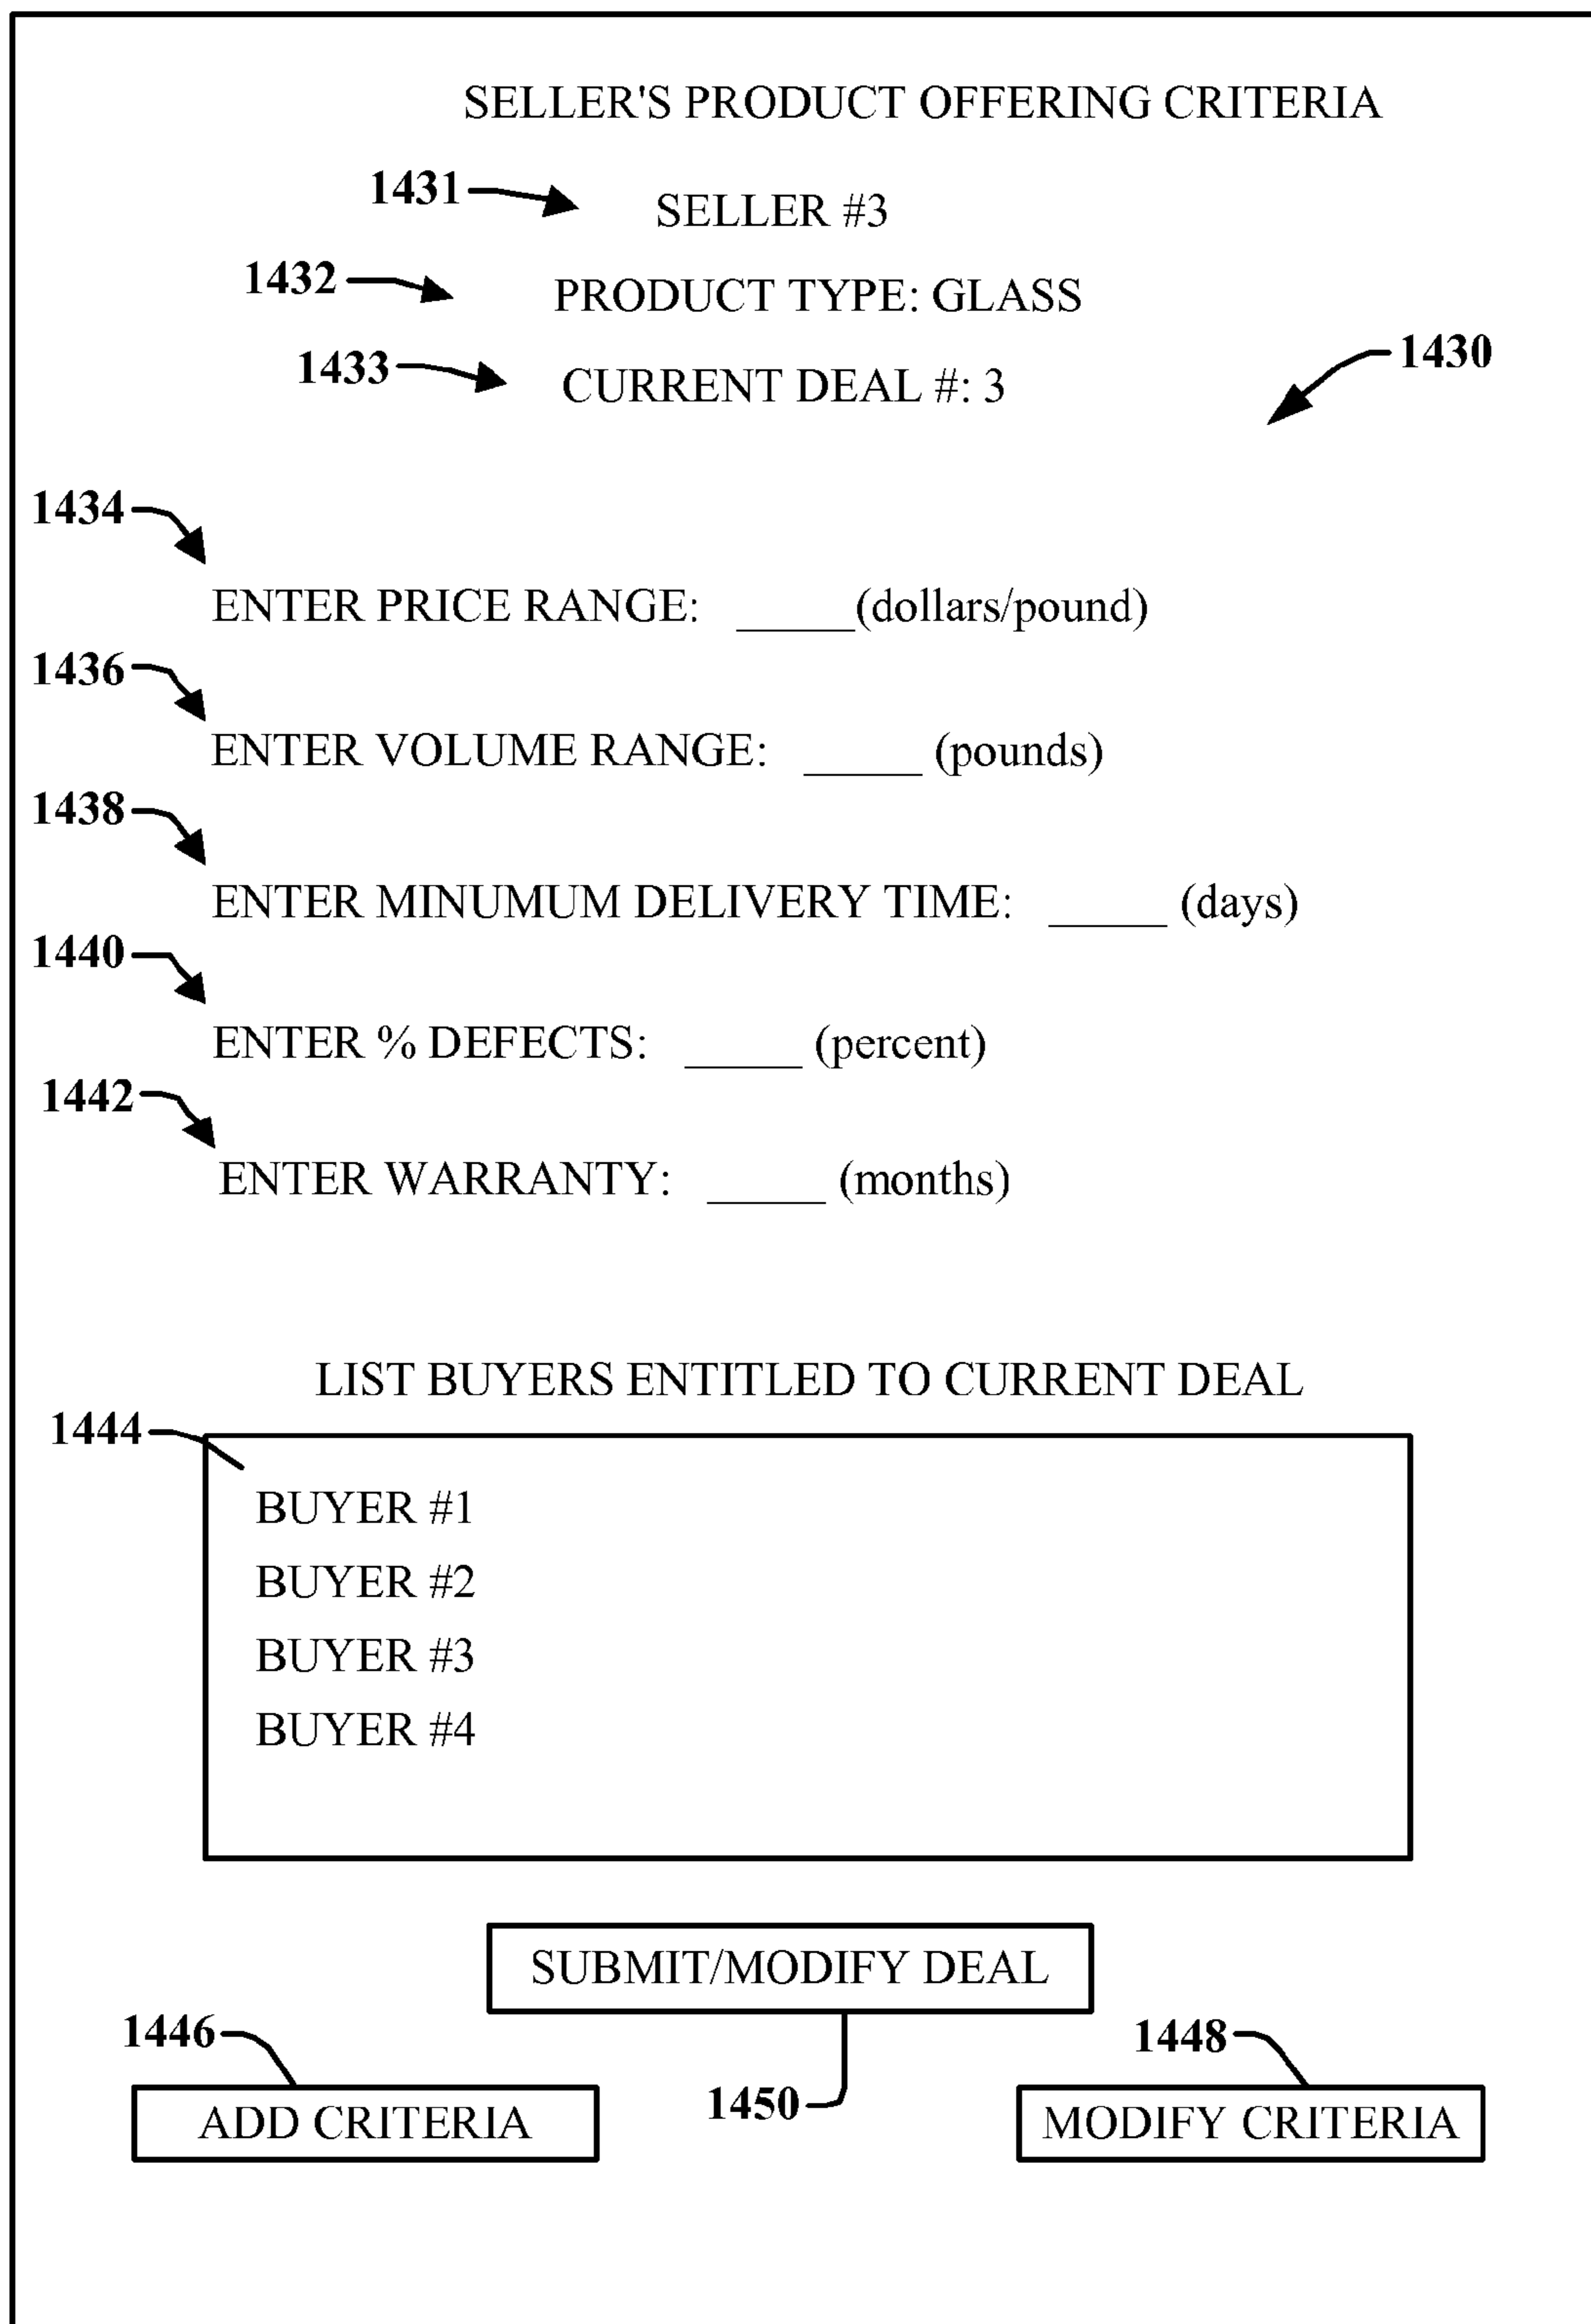 SELLER'S PRODUCT OFFERING CRITERIA
1431 SELLER #3
1432 PRODUCT TYPE: GLASS
1430
1433 CURRENT DEAL #: 3
1434
ENTER PRICE RANGE: _____(dollars/pound)
1436
ENTER VOLUME RANGE: _____ (pounds)
1438
ENTER MINUMUM DELIVERY TIME: _____ (days)
1440
ENTER % DEFECTS: _____ (percent)
1442
ENTER WARRANTY: _____ (months)
LIST BUYERS ENTITLED TO CURRENT DEAL
1444
BUYER #1
BUYER #2
BUYER #3
BUYER #4
SUBMIT/MODIFY DEAL
1446 1448
1450
ADD CRITERIA MODIFY CRITERIA